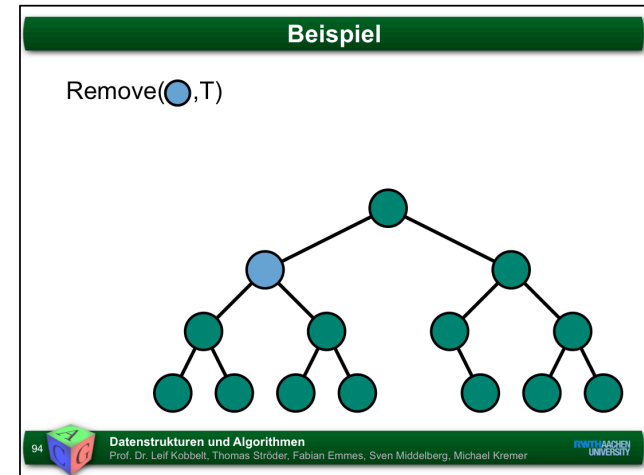 Beispiel
Remove( ,T)
94
A
C G
Datenstrukturen und Algorithmen
Prof. Dr. Leif Kobbelt, Thomas Ströder, Fabian Emmes, Sven Middelberg, Michael Kremer
RWTHAACHEN
UNIVERSITY